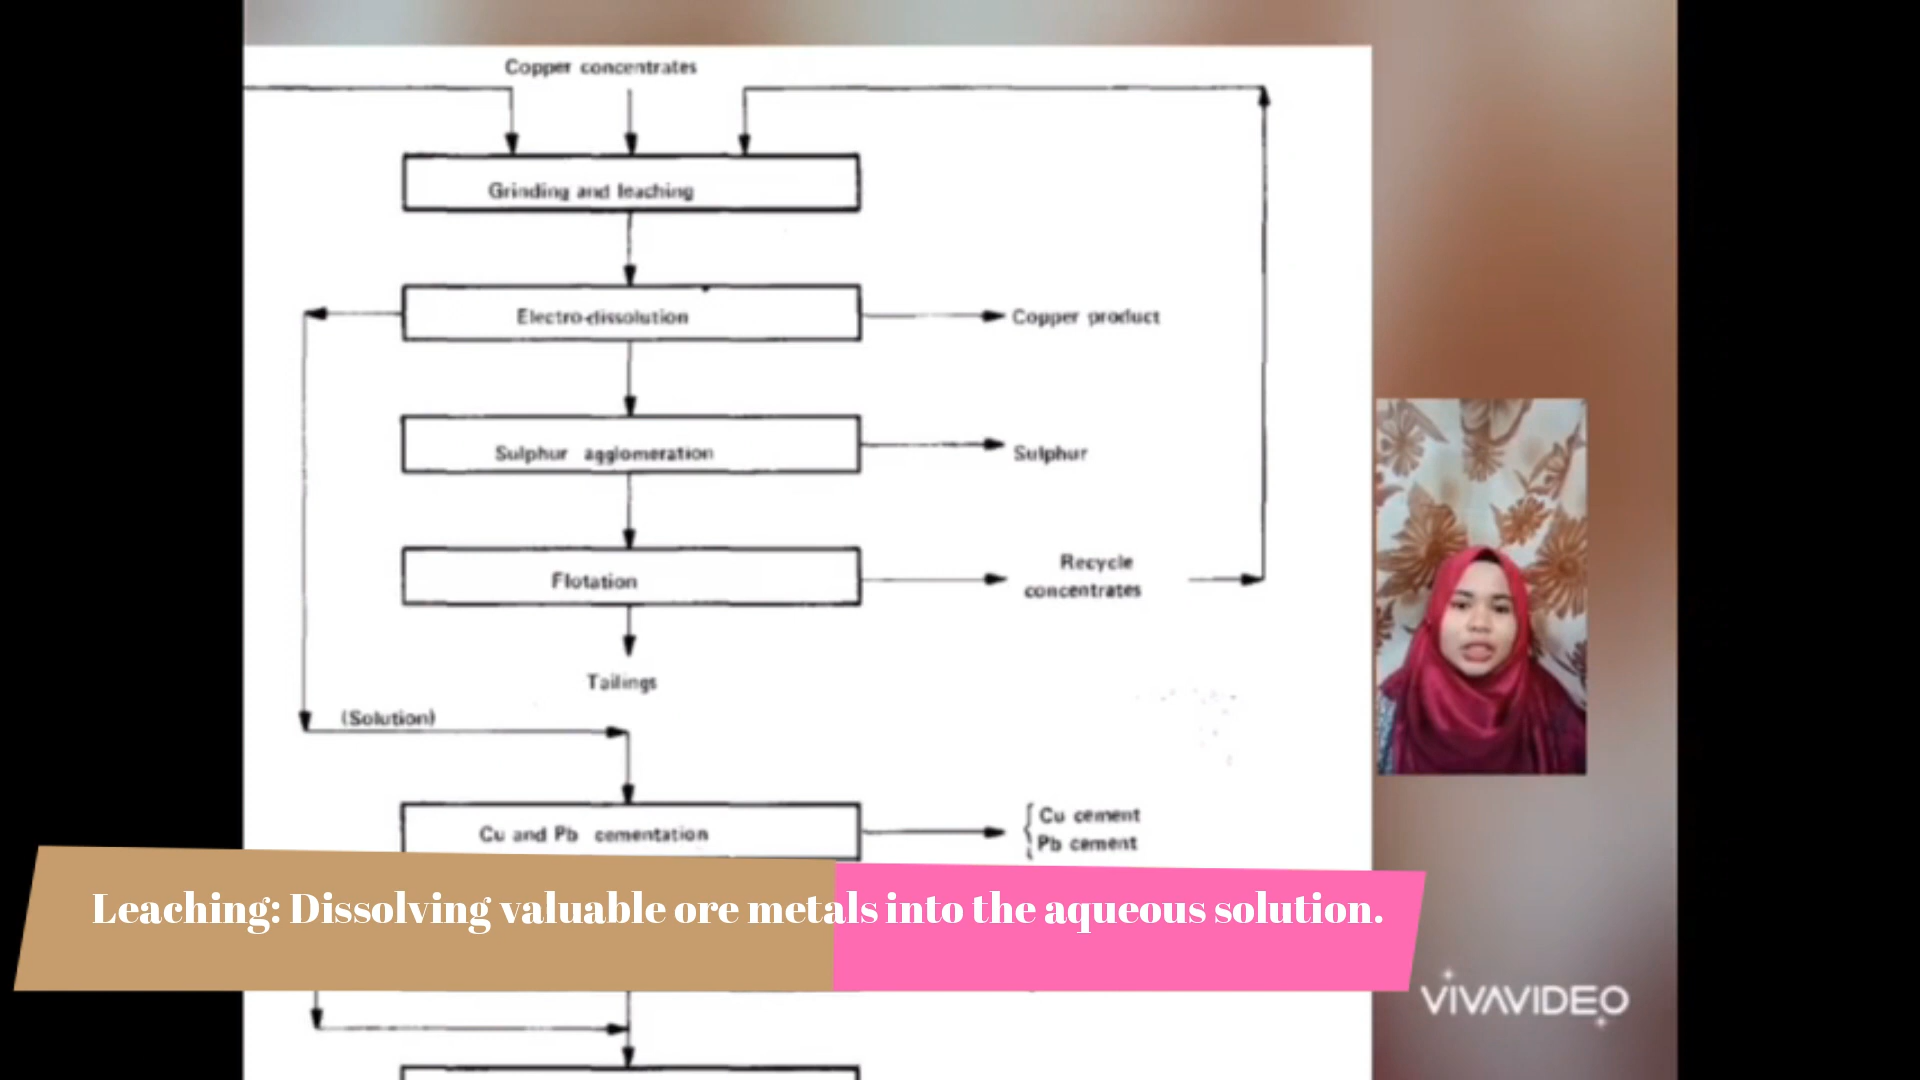 Copper concentrates
Grinding and leaching
Electro-dissolution
Copper product
Sulphur agglomeration
Sulphur
Flotation
Recycle
concentrates
Tailings
(Solution)
Cu and Pb cementation
Cu cement
Pb cement
Leaching: Dissolving valuable ore metals into the aqueous solution.
VIVAVIDEO